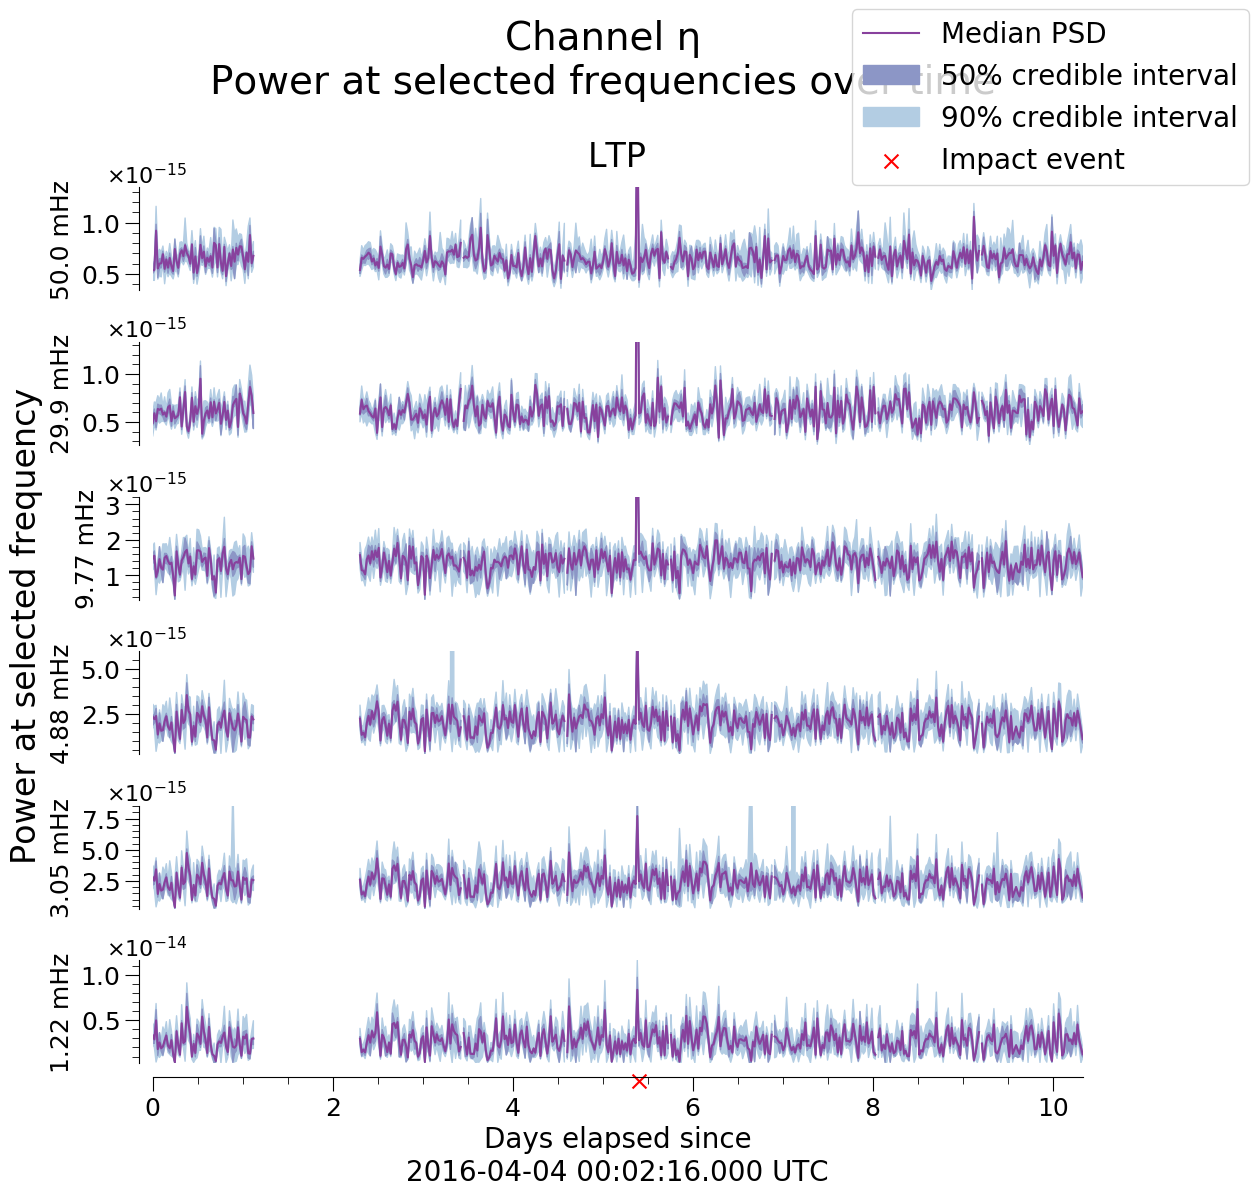 Channel η
Power at selected frequencies over time
Median PSD
50% credible interval
90% credible interval
Impact event
LTP
Power at selected frequency
×10⁻¹⁵
50.0 mHz
1.0
0.5
×10⁻¹⁵
29.9 mHz
1.0
0.5
×10⁻¹⁵
9.77 mHz
3
2
1
×10⁻¹⁵
4.88 mHz
5.0
2.5
×10⁻¹⁵
3.05 mHz
7.5
5.0
2.5
×10⁻¹⁴
1.22 mHz
1.0
0.5
0 2 4 6 8 10
Days elapsed since
2016-04-04 00:02:16.000 UTC